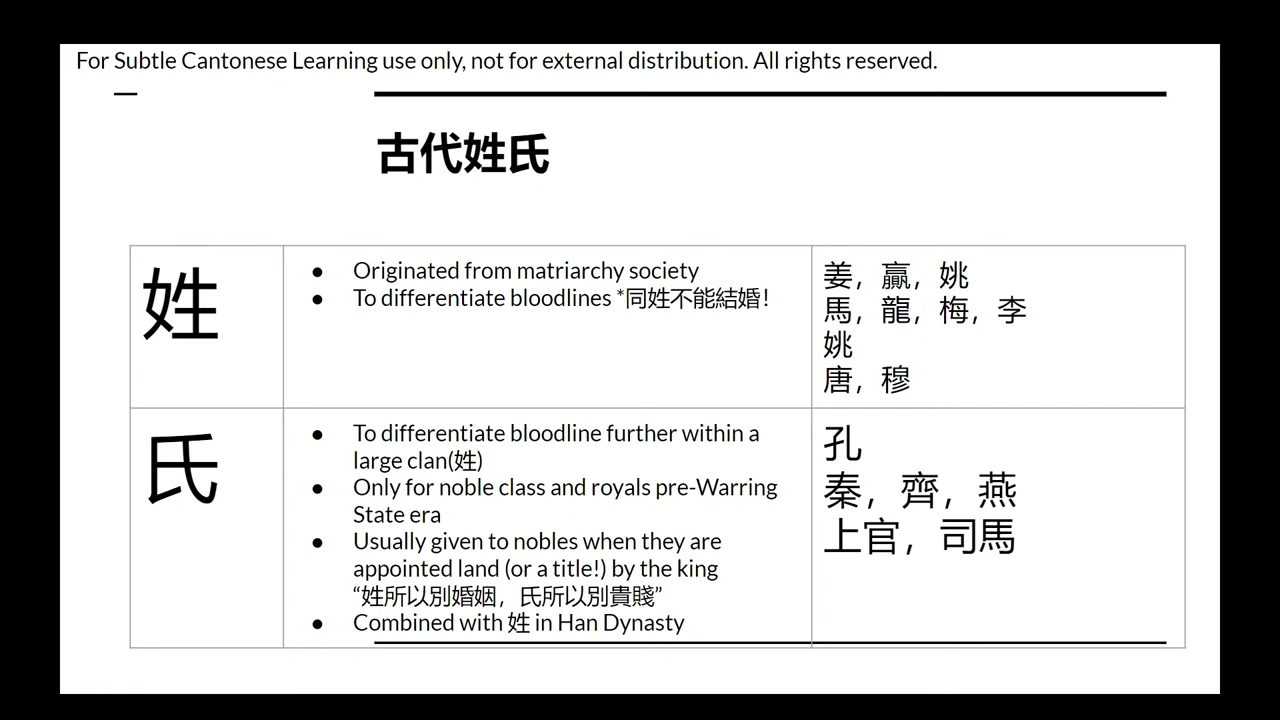 For Subtle Cantonese Learning use only, not for external distribution. All rights reserved.
古代姓氏
姓
● Originated from matriarchy society
● To differentiate bloodlines *同姓不能結婚！
姜，贏，姚
馬，龍，梅，李
姚
唐，穆
氏
● To differentiate bloodline further within a
large clan(姓)
● Only for noble class and royals pre-Warring
State era
● Usually given to nobles when they are
appointed land (or a title!) by the king
“姓所以別婚姻，氏所以別貴賤”
● Combined with 姓 in Han Dynasty
孔
秦，齊，燕
上官，司馬